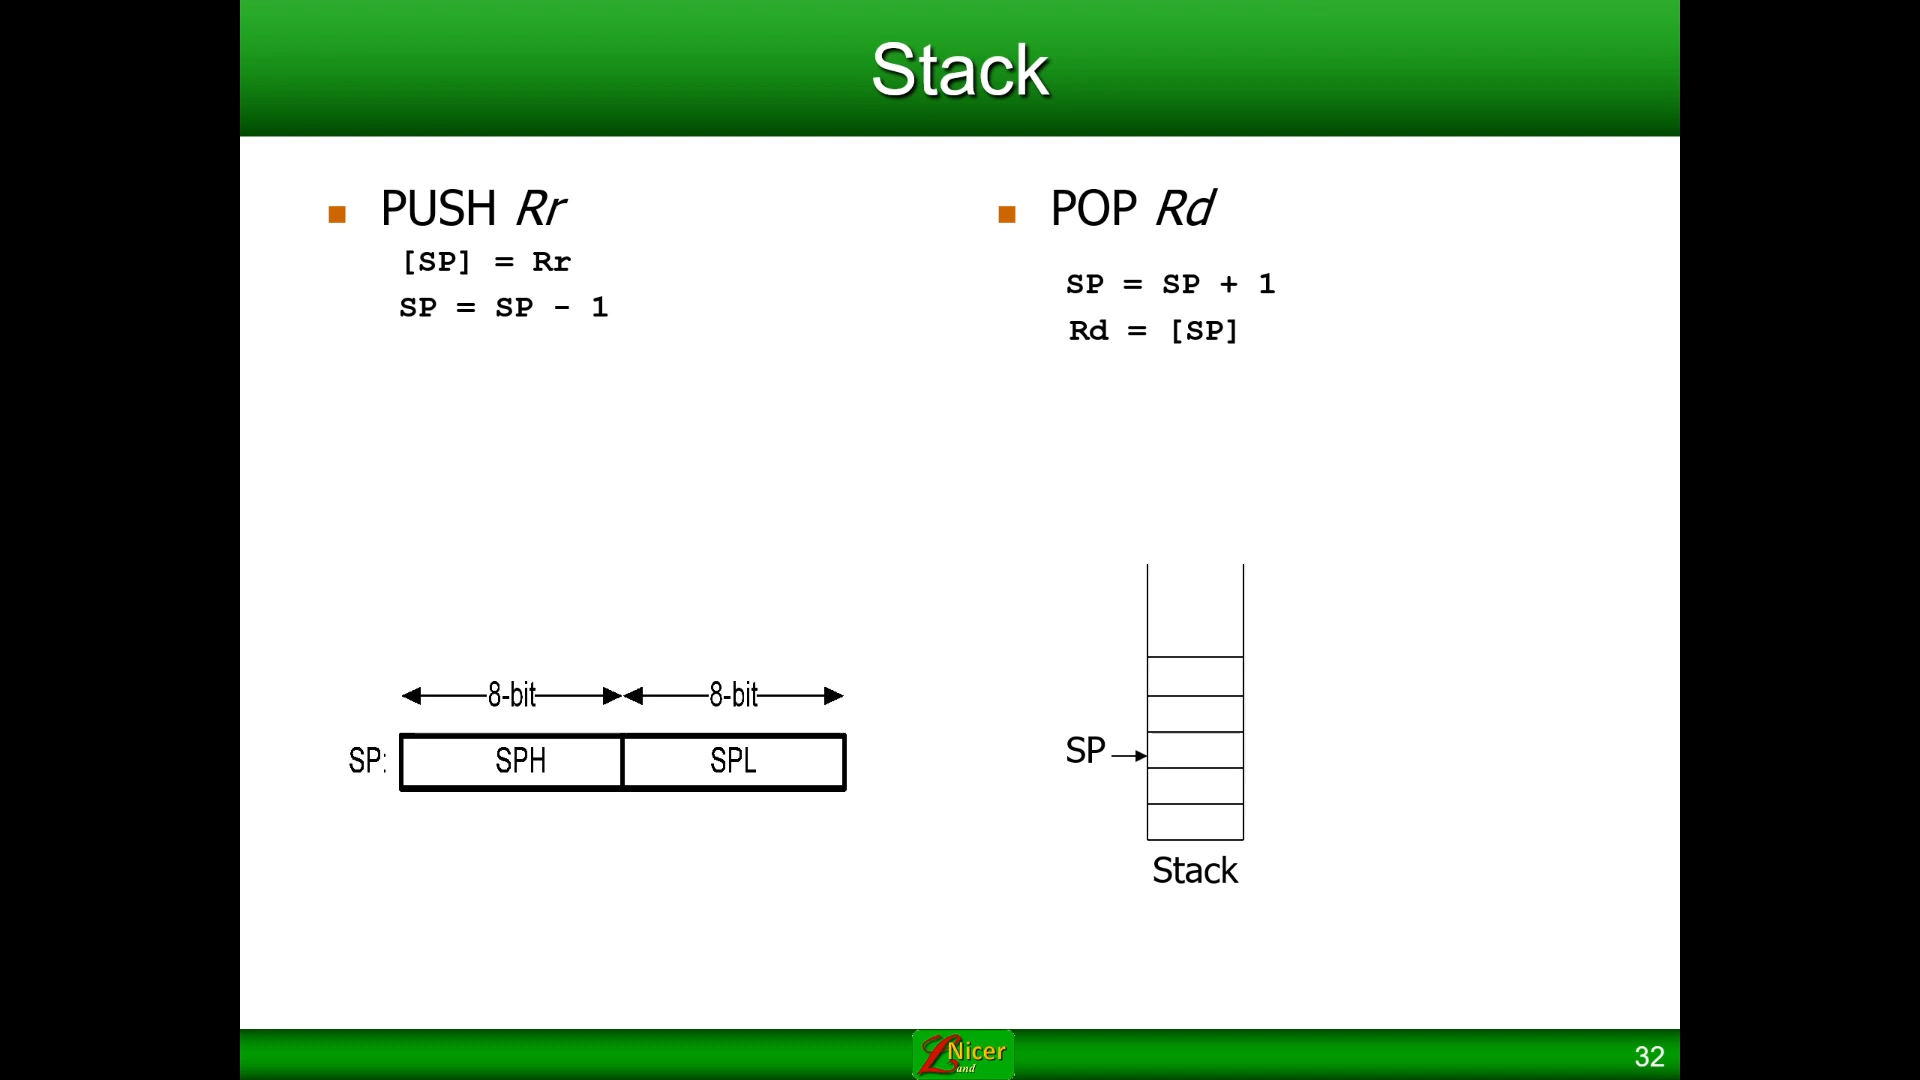 Stack
PUSH Rr
[SP] = Rr
SP = SP - 1
POP Rd
SP = SP + 1
Rd = [SP]
8-bit 8-bit
SP: SPH SPL
SP
Stack
Nicer
Land
32